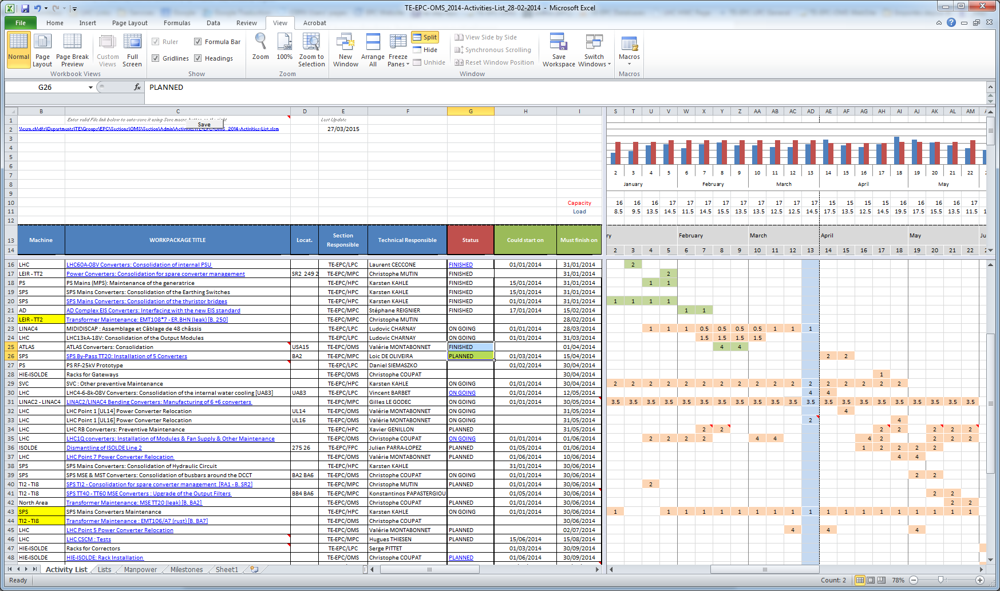 TE-EPC-OMS_2014-Activities-List_28-02-2014 - Microsoft Excel
File Home Insert Page Layout Formulas Data Review View Acrobat
Normal Page Layout Page Break Preview Custom Views Full Screen
Workbook Views
Ruler Formula Bar
Gridlines Headings
Show
Zoom 100% Zoom to Selection
Zoom
New Window Arrange All Freeze Panes
Split
Hide
Unhide
View Side by Side
Synchronous Scrolling
Reset Window Position
Window
Save Workspace Switch Windows
Macros
Macros
G26 fx PLANNED
B C D E F G H I S T U V W X Y Z AA AB AC AD AE AF AG AH AI AJ AK AL AM
1 Enter valid File link below to auto-save it using Save macro button on the right Last Update
Save
2 \\cern.ch\dfs\Departments\TE\Groups\EPC\Sections\OMS\Section\Admin\Activities\TE-EPC-OMS_2014-Activities-List.xlsm 27/03/2015
3
4
5
6
7 2 3 4 5 6 7 8 9 10 11 12 13 14 15 16 17 18 19 20 21 22
8 January February March April May
9
10 Capacity 16 16 16 17 17 17 17 17 17 17 17 17 15 15 15 15 16 16 16 16 17
11 Load 8.5 9.5 13.5 14.5 11.5 14.5 15.5 13.5 13.5 12.5 12.5 14.5 17.5 13.5 12.5 14.5 19.5 17.5 15.5 15.5 11.5
12
13 Machine WORKPACKAGE TITLE Locat. Section Responsible Technical Responsible Status Could start on Must finish on ry February March April May Ju
14 2 3 4 5 6 7 8 9 10 11 12 13 14 15 16 17 18 19 20 21 22
16 LHC LHC60A-08V Converters: Consolidation of internal PSU TE-EPC/LPC Laurent CECCONE FINISHED 01/01/2014 31/01/2014 2
17 LEIR - TT2 Power Converters: Consolidation for spare converter management SR2 249 2 TE-EPC/MPC Christophe MUTIN FINISHED 31/01/2014 2
18 PS PS Mains (MPS): Maintenance of the generatrice TE-EPC/HPC Karsten KAHLE FINISHED 15/01/2014 31/01/2014 1 1
19 SPS SPS Mains Converters: Consolidation of the Earthing Switches TE-EPC/HPC Karsten KAHLE FINISHED 15/01/2014 31/01/2014
20 SPS SPS Mains Converters: Consolidation of the thyristor bridges TE-EPC/HPC Karsten KAHLE FINISHED 01/01/2014 31/01/2014 1 1 1 1
21 AD AD Complex EIS Converters: Interfacing with the new EIS standard TE-EPC/MPC Stéphane REIGNIER FINISHED 17/01/2014 15/02/2014 1 1
22 LEIR - TT2 Transformer Maintenance: EMT108*7 - ER.BHN (leak) [B. 250] TE-EPC/MPC Christophe MUTIN 28/02/2014
23 LINAC4 MIDIDISCAP : Assemblage et Câblage de 48 châssis TE-EPC/LPC Ludovic CHARNAY ON GOING 01/01/2014 28/03/2014 1 1 1 0.5 0.5 0.5 0.5 1 1 1
24 LHC LHC13kA-18V: Consolidation of the Output Modules TE-EPC/LPC Ludovic CHARNAY ON GOING 01/01/2014 31/03/2014 1.5 1.5 1.5 1.5
25 ATLAS ATLAS Converters: Consolidation USA15 TE-EPC/OMS Valérie MONTABONNET FINISHED 01/04/2014 4 4
26 SPS SPS By-Pass TT20: Installation of 5 Converters BA2 TE-EPC/MPC Loic DE OLIVEIRA PLANNED 01/03/2014 15/04/2014 2 2
27 PS PS RF-25kV Prototype TE-EPC/LPC Daniel SIEMASZKO 01/02/2014 30/04/2014
28 HIE-ISOLDE Racks for Gateways TE-EPC/OMS Christophe COUPAT 30/04/2014 1
29 SVC SVC : Other preventive Maintenance TE-EPC/HPC Karsten KAHLE ON GOING 01/01/2014 30/04/2014 2 2 2 2 2 2 2 2 2 2 2 2 2 2 2 2 2
30 LHC LHC4-6-8k-08V Converters: Consolidation of the internal water cooling [UA83] UA83 TE-EPC/LPC Vincent BARBET ON GOING 01/01/2014 12/05/2014 4 4
31 LINAC2 - LINAC4 LINAC2/LINAC4 Bending Converters: Manufacturing of 6 +6 converters TE-EPC/MPC Gilles LE GODEC ON GOING 01/01/2014 30/05/2014 3.5 3.5 3.5 3.5 3.5 3.5 3.5 3.5 3.5 3.5 3.5 3.5 3.5 3.5 3.5 3.5 3.5 3.5 3.5 3.5 3.5
32 LHC LHC Point 1 [UL14] Power Converter Relocation UL14 TE-EPC/OMS Valérie MONTABONNET ON GOING 31/05/2014 4
33 LHC LHC Point 1 [UL16] Power Converter Relocation UL16 TE-EPC/OMS Valérie MONTABONNET ON GOING 31/05/2014 2 4
34 LHC LHC RB Converters: Preventive Maintenance TE-EPC/HPC Xavier GENILLON PLANNED 31/05/2014 2 2 2 2 2 2 2
35 LHC LHC1Q converters: Installation of Modules & Fan Supply & Other Maintenance TE-EPC/OMS Christophe COUPAT ON GOING 01/01/2014 01/06/2014 2 2 2 2 4 4 4 2 2 2 2
36 ISOLDE Dismantling of ISOLDE Line 2 275 26 TE-EPC/FPC Julien PARRA-LOPEZ PLANNED 01/05/2014 01/06/2014 1 2 2 2 2
37 LHC LHC Point 7 Power Converter Relocation TE-EPC/OMS Valérie MONTABONNET PLANNED 01/06/2014 10/06/2014 4 4
38 SPS SPS Mains Converters: Consolidation of Hydraulic Circuit TE-EPC/HPC Karsten KAHLE 31/01/2014 30/06/2014
39 SPS SPS MSE & MST Converters: Consolidation of busbars around the DCCT BA2 BA6 TE-EPC/OMS Christophe COUPAT ON GOING 01/01/2014 30/06/2014 2 2
40 TI2 - TI8 SPS TI2 - Consolidation for spare converter management [RA1 - B. SR2] TE-EPC/MPC Christophe MUTIN PLANNED 01/01/2014 30/06/2014 2
41 TI2 - TI8 SPS TT40 - TT60 MSE Converters : Upgrade of the Output Filters BB4 BA6 TE-EPC/MPC Konstantinos PAPASTERGIOU 01/05/2014 30/06/2014 2 2
42 North Area Transformer Maintenance: MSE TT20 (leak) [B. BA2] TE-EPC/OMS Christophe COUPAT PLANNED 01/01/2014 30/06/2014 2 2
43 SPS SPS Mains Converters Maintenance TE-EPC/HPC Karsten KAHLE ON GOING 01/01/2014 30/06/2014 1 1 1 1 1 1 1 1 1 1 1 1 1 1 1 1 1 1 1
44 TI2 - TI8 Transformer Maintenance : EMT106/A7 (rust) [B. BA7] TE-EPC/OMS Christophe COUPAT 30/06/2014
45 LHC LHC Point 5 Power Converter Relocation TE-EPC/OMS Valérie MONTABONNET PLANNED 02/07/2014 4 4 4
46 LHC LHC CSCM : Tests TE-EPC/MPC Hugues THIESEN PLANNED 15/06/2014 15/08/2014
47 HIE-ISOLDE Racks for Correctors TE-EPC/LPC Serge PITTET 01/03/2014 30/09/2014
48 HIE-ISOLDE HIE-ISOLDE: Rack Installation TE-EPC/OMS Christophe COUPAT PLANNED 01/06/2014 30/09/2014
Activity List Lists Manpower Milestones Sheet1
Ready Count: 2 78%